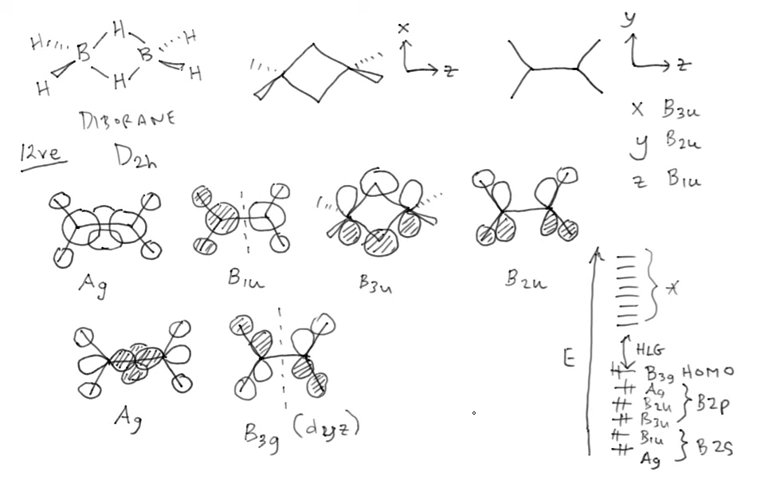 H H H
B B
H H H
x
z
y
z
DIBORANE
12ve D2h
x B3u
y B2u
z B1u
Ag B1u B3u B2u
Ag B3g (dyz)
E
*
HLG
B3g HOMO
Ag
B2u
B3u
} B2p
B1u
Ag
} B2s